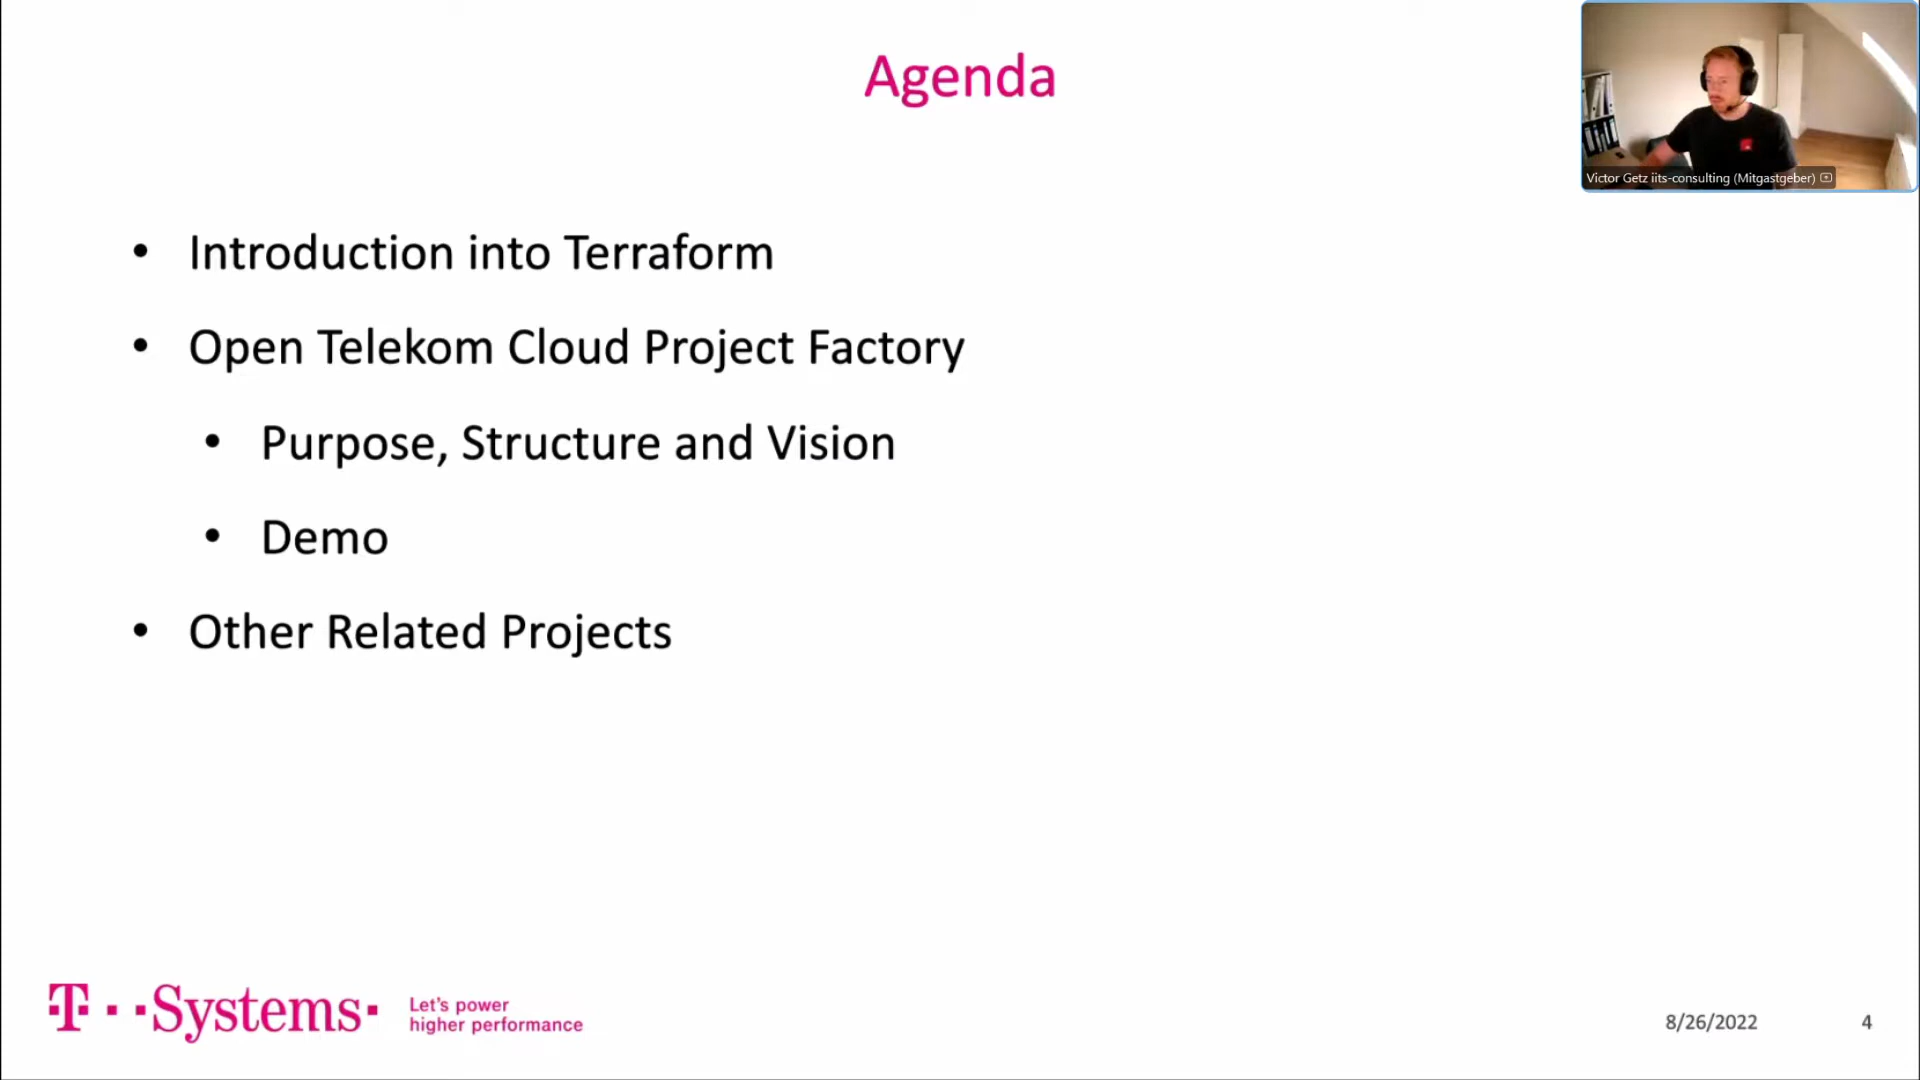 Agenda
Victor Getz iits-consulting (Mitgastgeber)
• Introduction into Terraform
• Open Telekom Cloud Project Factory
• Purpose, Structure and Vision
• Demo
• Other Related Projects
T··Systems·
Let's power
higher performance
8/26/2022
4